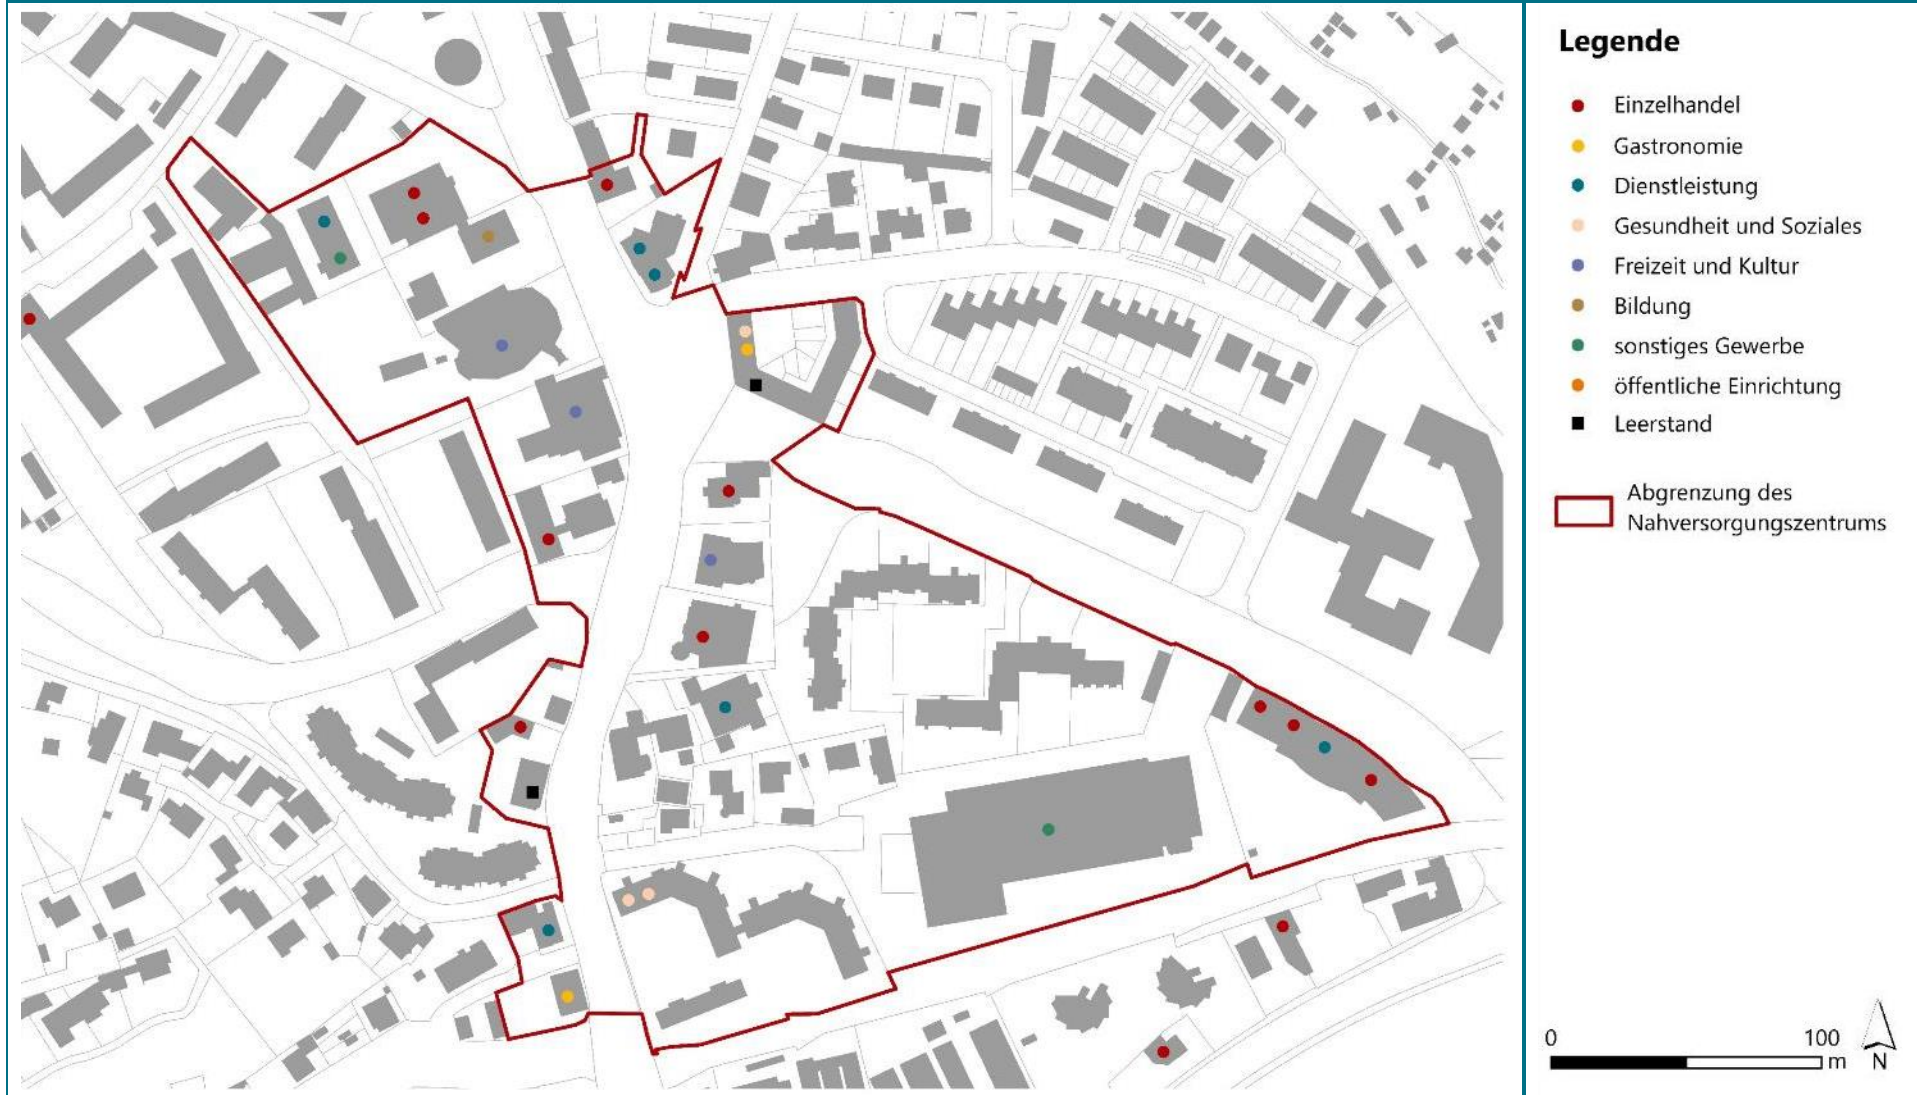 Legende
Einzelhandel
Gastronomie
Dienstleistung
Gesundheit und Soziales
Freizeit und Kultur
Bildung
sonstiges Gewerbe
öffentliche Einrichtung
Leerstand
Abgrenzung des
Nahversorgungszentrums
0 100
m N